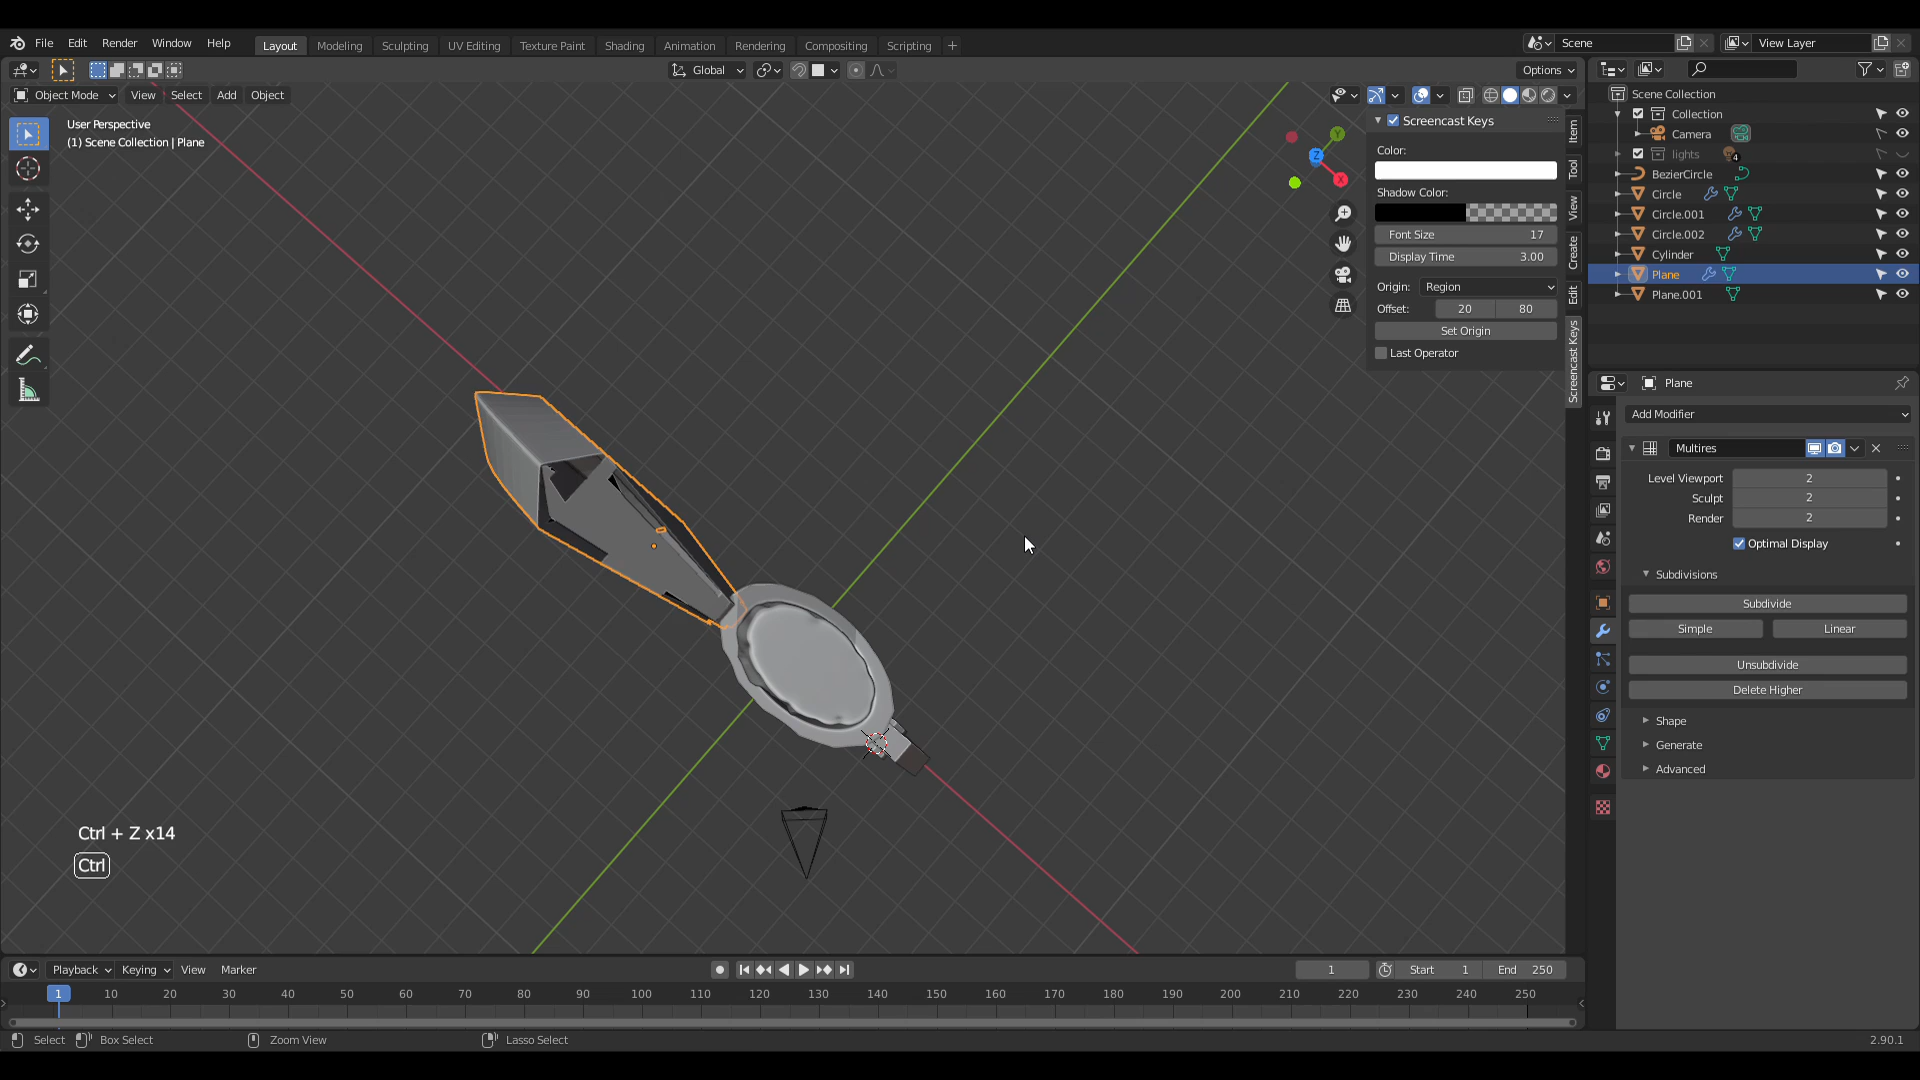 File Edit Render Window Help Layout Modeling Sculpting UV Editing Texture Paint Shading Animation Rendering Compositing Scripting + Scene View Layer
Global Options
Object Mode View Select Add Object
User Perspective
(1) Scene Collection | Plane
Y
Z
X
Screencast Keys
Color:
Shadow Color:
Font Size 17
Display Time 3.00
Origin: Region
Offset: 20 80
Set Origin
Last Operator
Item
Tool
View
Create
Edit
Screencast Keys
Scene Collection
Collection
Camera
lights 4
BezierCircle
Circle
Circle.001
Circle.002
Cylinder
Plane
Plane.001
Plane
Add Modifier
Multires
Level Viewport 2
Sculpt 2
Render 2
Optimal Display
Subdivisions
Subdivide
Simple Linear
Unsubdivide
Delete Higher
Shape
Generate
Advanced
Ctrl + Z x14
Ctrl
Playback Keying View Marker 1 Start 1 End 250
1 10 20 30 40 50 60 70 80 90 100 110 120 130 140 150 160 170 180 190 200 210 220 230 240 250
Select Box Select Zoom View Lasso Select 2.90.1